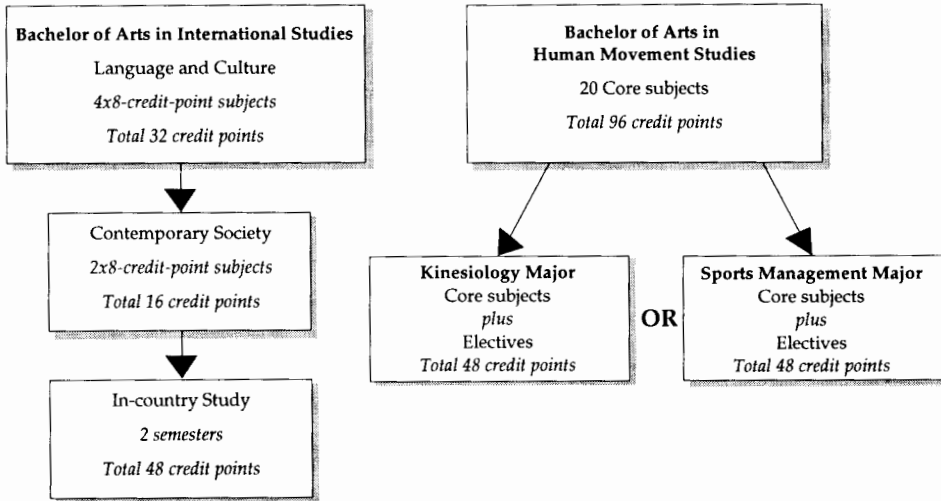 Bachelor of Arts in International Studies
Language and Culture
4x8-credit-point subjects
Total 32 credit points
Contemporary Society
2x8-credit-point subjects
Total 16 credit points
In-country Study
2 semesters
Total 48 credit points
Bachelor of Arts in
Human Movement Studies
20 Core subjects
Total 96 credit points
Kinesiology Major
Core subjects
plus
Electives
Total 48 credit points
OR
Sports Management Major
Core subjects
plus
Electives
Total 48 credit points